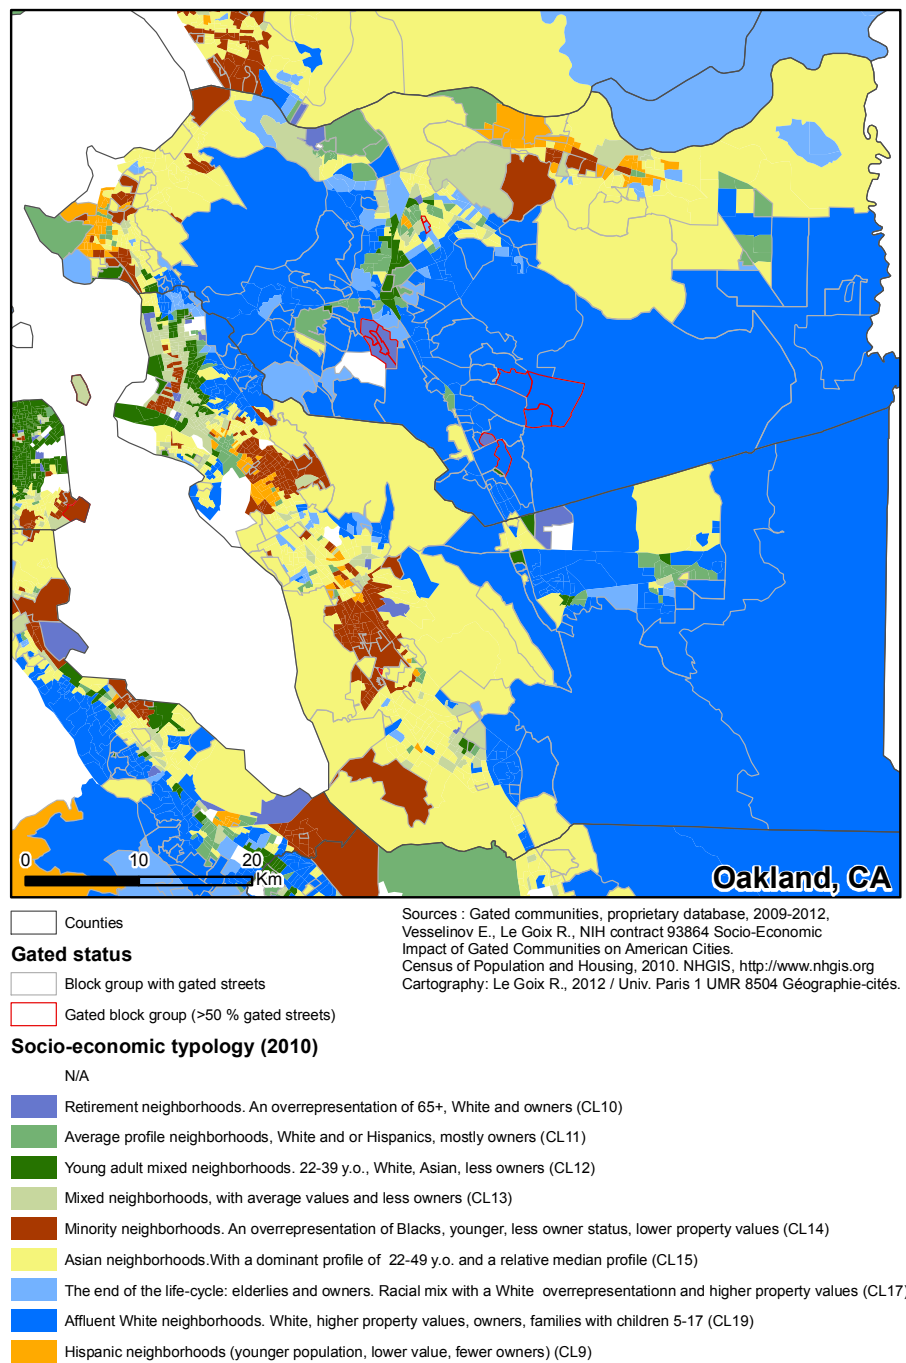 0 10 20
Km
Oakland, CA
Counties
Gated status
Block group with gated streets
Gated block group (>50 % gated streets)
Sources : Gated communities, proprietary database, 2009-2012,
Vesselinov E., Le Goix R., NIH contract 93864 Socio-Economic
Impact of Gated Communities on American Cities.
Census of Population and Housing, 2010. NHGIS, http://www.nhgis.org
Cartography: Le Goix R., 2012 / Univ. Paris 1 UMR 8504 Géographie-cités.
Socio-economic typology (2010)
N/A
Retirement neighborhoods. An overrepresentation of 65+, White and owners (CL10)
Average profile neighborhoods, White and or Hispanics, mostly owners (CL11)
Young adult mixed neighborhoods. 22-39 y.o., White, Asian, less owners (CL12)
Mixed neighborhoods, with average values and less owners (CL13)
Minority neighborhoods. An overrepresentation of Blacks, younger, less owner status, lower property values (CL14)
Asian neighborhoods.With a dominant profile of 22-49 y.o. and a relative median profile (CL15)
The end of the life-cycle: elderlies and owners. Racial mix with a White overrepresentationn and higher property values (CL17)
Affluent White neighborhoods. White, higher property values, owners, families with children 5-17 (CL19)
Hispanic neighborhoods (younger population, lower value, fewer owners) (CL9)